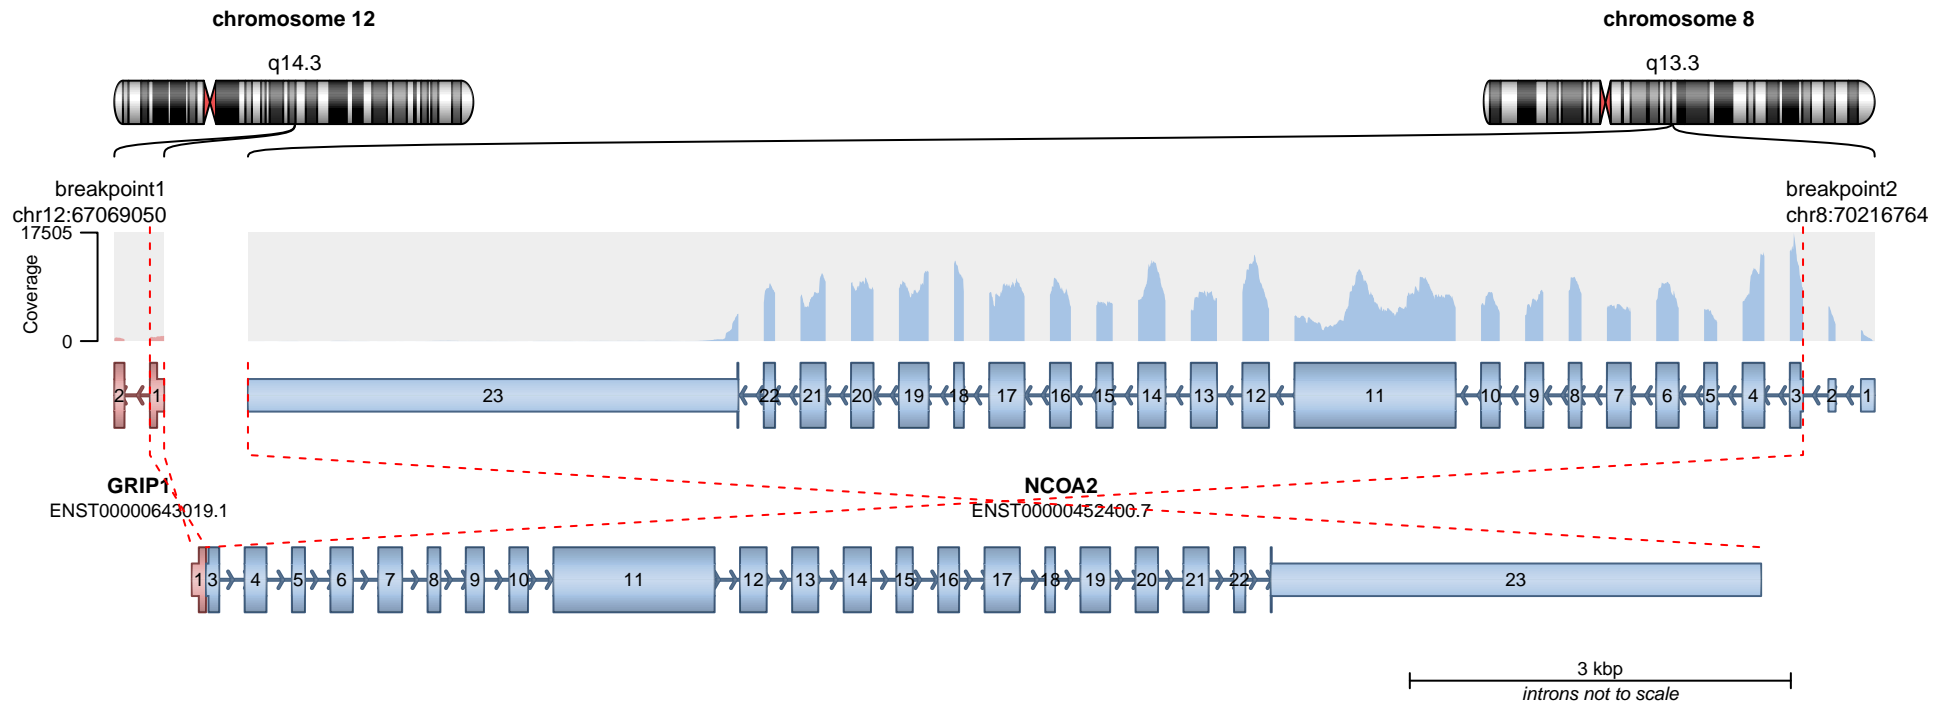 chromosome 12
chromosome 8
q14.3
q13.3
breakpoint1
chr12:67069050
breakpoint2
chr8:70216764
17505
Coverage
0
2 1
23 22 21 20 19 18 17 16 15 14 13 12 11 10 9 8 7 6 5 4 3 2 1
GRIP1
ENST00000643019.1
NCOA2
ENST00000452400.7
1 3 4 5 6 7 8 9 10 11 12 13 14 15 16 17 18 19 20 21 22 23
3 kbp
introns not to scale